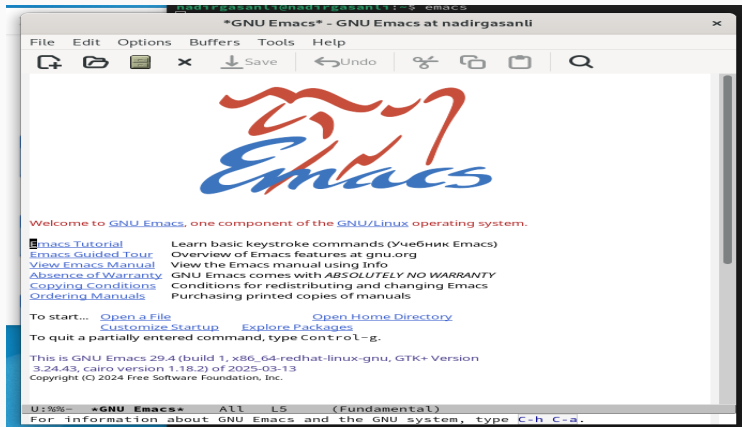 nadirgasanli@nadirgasanli:~$ emacs
*GNU Emacs* - GNU Emacs at nadirgasanli
File Edit Options Buffers Tools Help
Save Undo
Emacs
Welcome to GNU Emacs, one component of the GNU/Linux operating system.
Emacs Tutorial Learn basic keystroke commands (Учебник Emacs)
Emacs Guided Tour Overview of Emacs features at gnu.org
View Emacs Manual View the Emacs manual using Info
Absence of Warranty GNU Emacs comes with ABSOLUTELY NO WARRANTY
Copying Conditions Conditions for redistributing and changing Emacs
Ordering Manuals Purchasing printed copies of manuals
To start... Open a File Open Home Directory
Customize Startup Explore Packages
To quit a partially entered command, type Control-g.
This is GNU Emacs 29.4 (build 1, x86_64-redhat-linux-gnu, GTK+ Version
3.24.43, cairo version 1.18.2) of 2025-03-13
Copyright (C) 2024 Free Software Foundation, Inc.
U:%%- *GNU Emacs* All L5 (Fundamental)
For information about GNU Emacs and the GNU system, type C-h C-a.